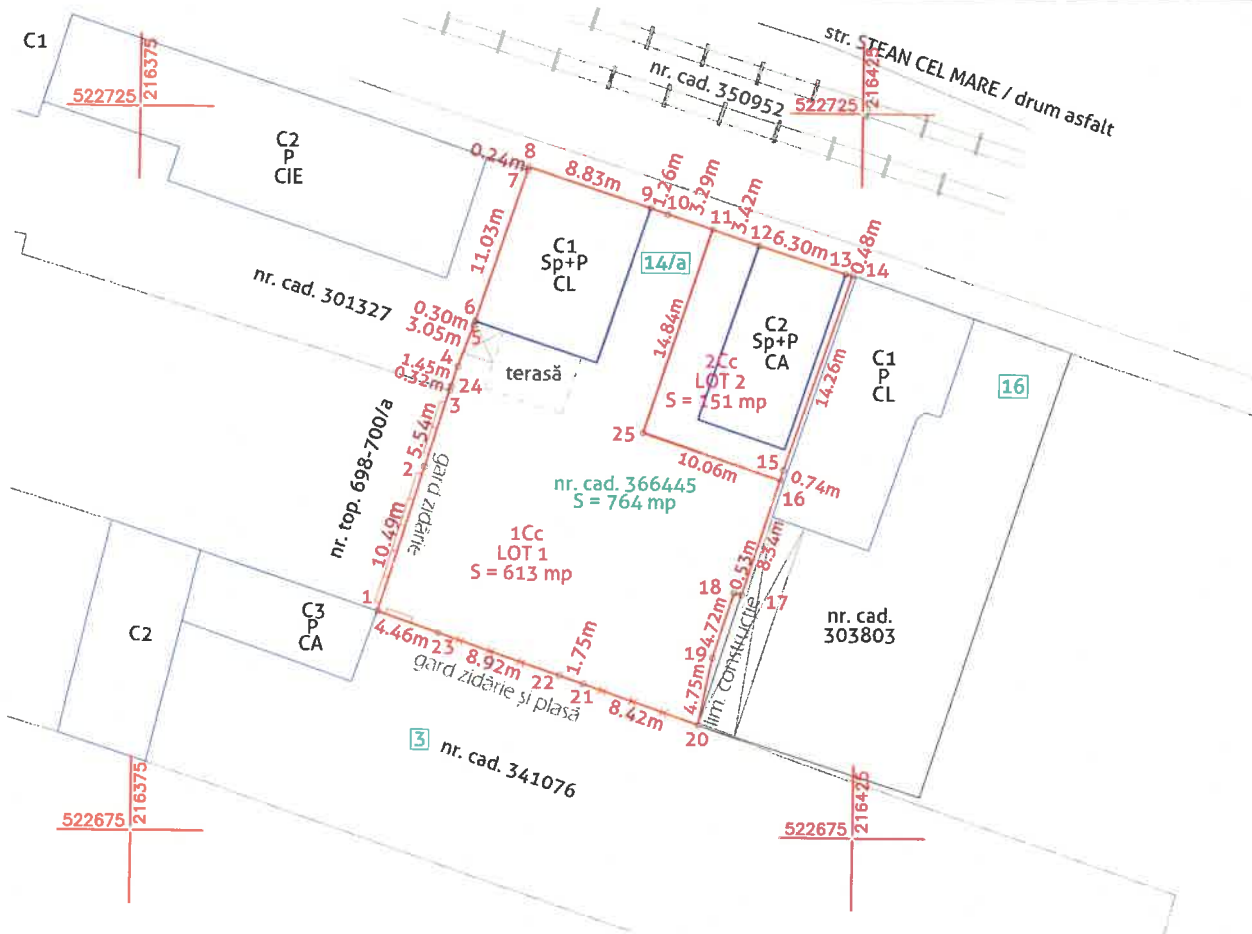 C1
216375
522725
C2
P
CIE
str. STEAN CEL MARE / drum asfalt
216425
522725
nr. cad. 350952
8
0.24m
7
8.83m
9
1.26m
10
3.29m
11
3.42m
12
6.30m
13
0.48m
14
11.03m
C1
Sp+P
CL
14/a
nr. cad. 301327
6
0.30m
5
3.05m
4
1.45m
0.32m
24
3
terasă
14.84m
C2
Sp+P
CA
2Cc
LOT 2
S = 151 mp
14.26m
C1
P
CL
16
25
10.06m
15
0.74m
16
nr. top. 698-700/a
5.54m
2
gard zidărie
10.49m
nr. cad. 366445
S = 764 mp
1Cc
LOT 1
S = 613 mp
8.34m
0.53m
18
17
4.72m
19
4.75m
lim. constructie
nr. cad.
303803
1
C3
P
CA
C2
4.46m
23
8.92m
22
1.75m
21
8.42m
20
gard zidărie și plasă
3
nr. cad. 341076
216375
522675
216425
522675